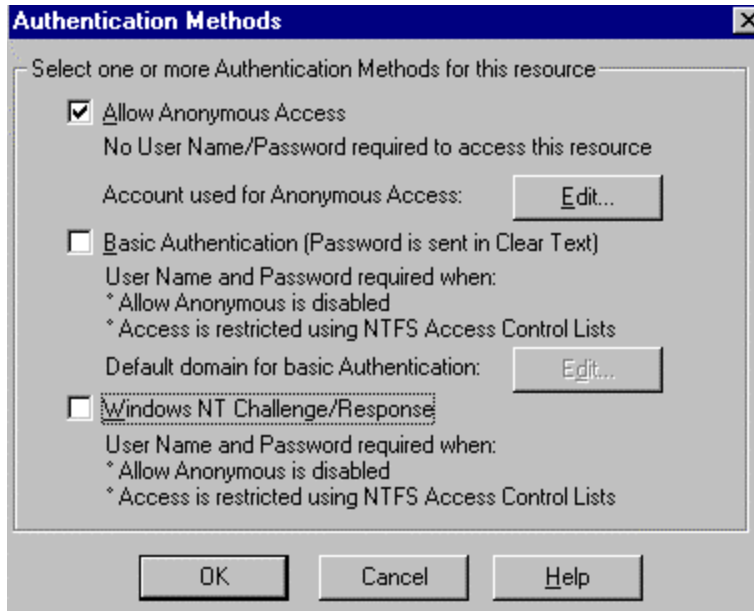 Authentication Methods
Select one or more Authentication Methods for this resource
Allow Anonymous Access
No User Name/Password required to access this resource
Account used for Anonymous Access: Edit...
Basic Authentication (Password is sent in Clear Text)
User Name and Password required when:
* Allow Anonymous is disabled
* Access is restricted using NTFS Access Control Lists
Default domain for basic Authentication: Edit...
Windows NT Challenge/Response
User Name and Password required when:
* Allow Anonymous is disabled
* Access is restricted using NTFS Access Control Lists
OK Cancel Help